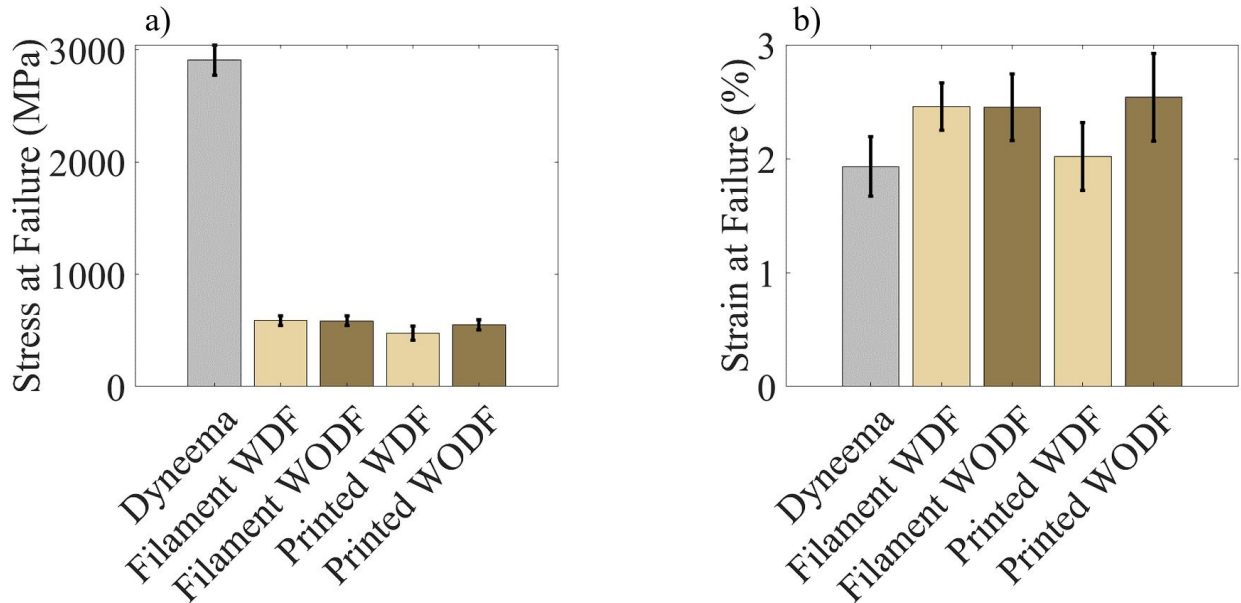 a)
Stress at Failure (MPa)
3000
2000
1000
0
Dyneema
Filament WDF
Filament WODF
Printed WDF
Printed WODF
b)
Strain at Failure (%)
3
2
1
0
Dyneema
Filament WDF
Filament WODF
Printed WDF
Printed WODF